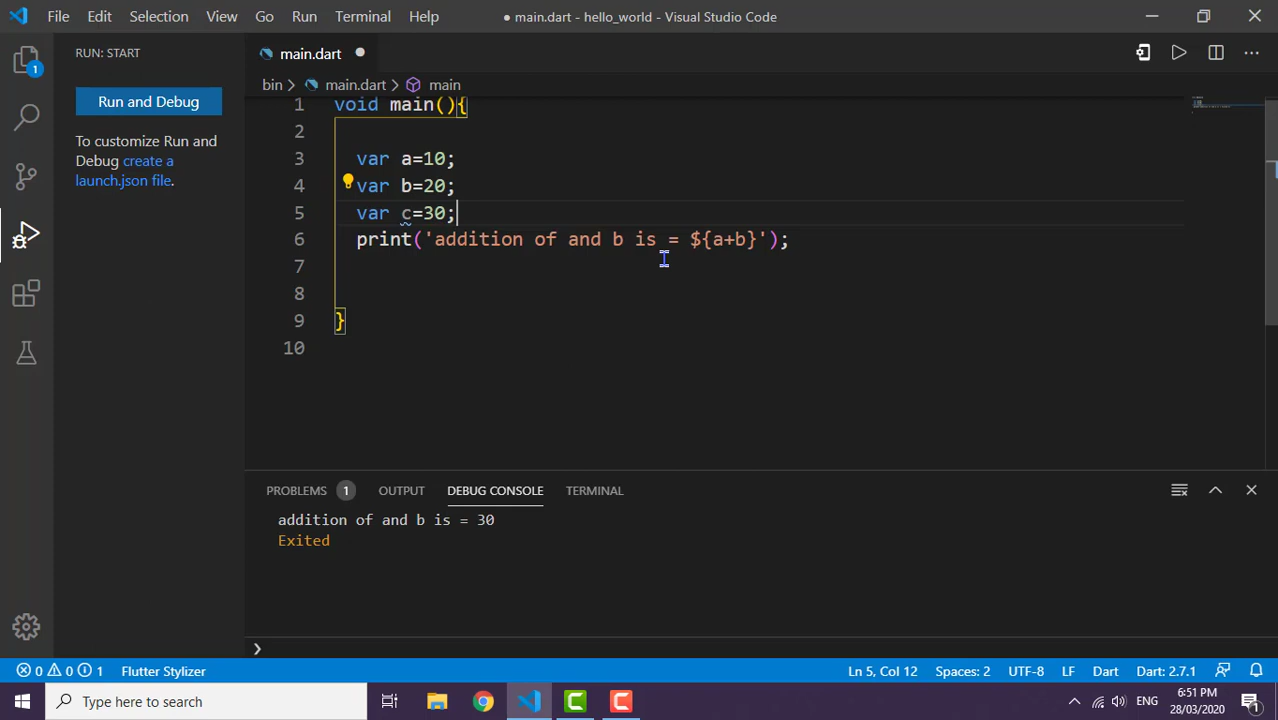 File Edit Selection View Go Run Terminal Help ● main.dart - hello_world - Visual Studio Code
RUN: START
main.dart
bin > main.dart > main
1
Run and Debug
To customize Run and
Debug create a
launch.json file.
1 void main(){
2
3 var a=10;
4 var b=20;
5 var c=30;
6 print('addition of and b is = ${a+b}');
7
8
9 }
10
PROBLEMS 1 OUTPUT DEBUG CONSOLE TERMINAL
addition of and b is = 30
Exited
0 0 1 Flutter Stylizer Ln 5, Col 12 Spaces: 2 UTF-8 LF Dart Dart: 2.7.1
Type here to search
ENG
6:51 PM
28/03/2020
1